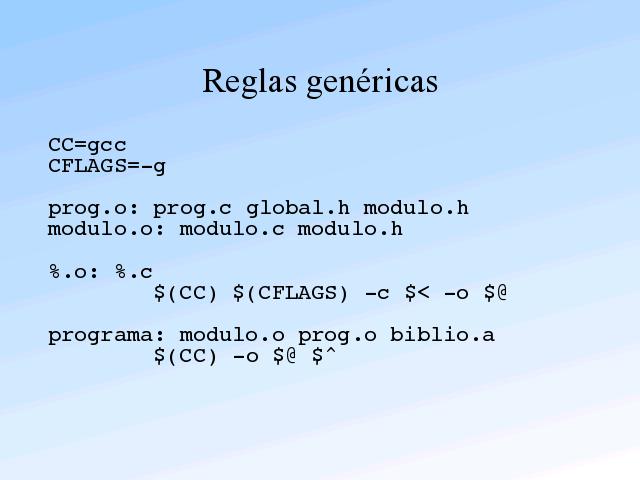 Reglas genéricas
CC=gcc
CFLAGS=-g
prog.o: prog.c global.h modulo.h
modulo.o: modulo.c modulo.h
%.o: %.c
$(CC) $(CFLAGS) -c $< -o $@
programa: modulo.o prog.o biblio.a
$(CC) -o $@ $^